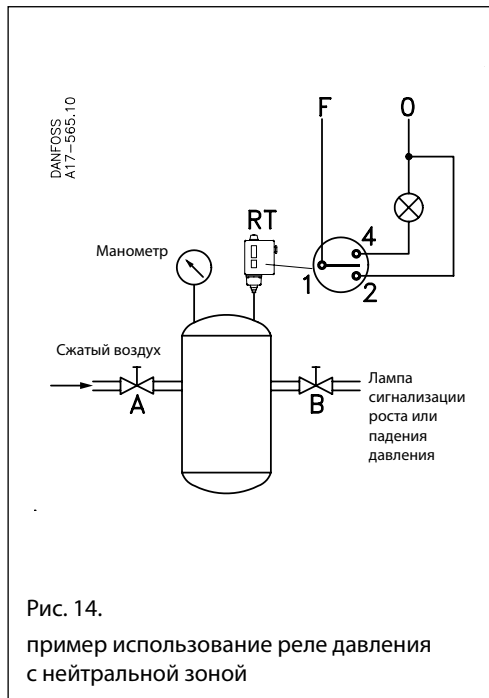 DANFOSS
A17-565.10
F
0
RT
4
Манометр
1
2
Сжатый воздух
A
B
Лампа
сигнализации
роста или
падения
давления
Рис. 14.
пример использование реле давления
с нейтральной зоной